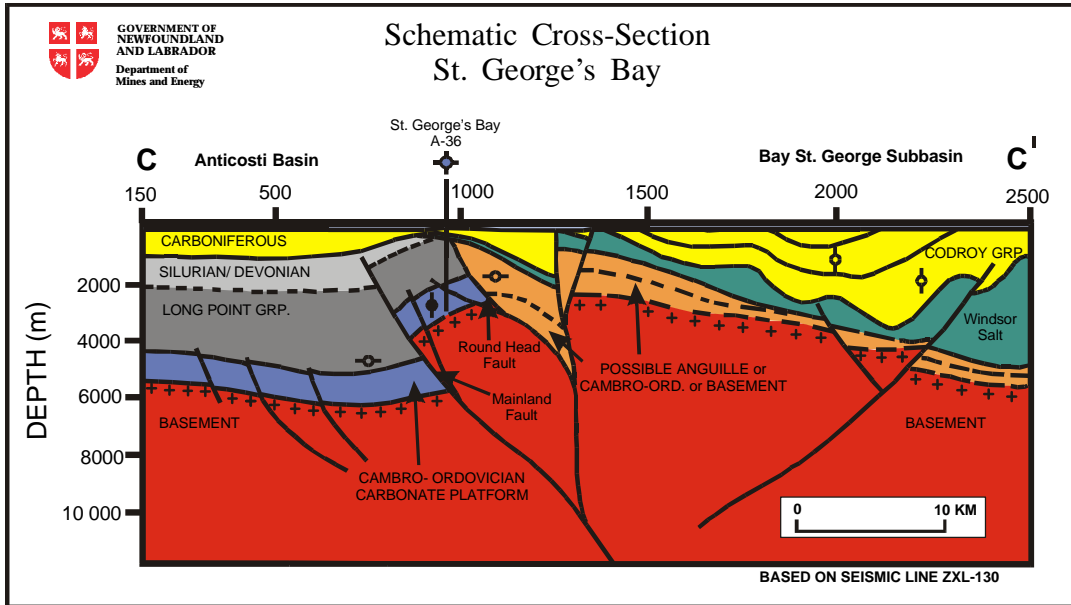 GOVERNMENT OF
NEWFOUNDLAND
AND LABRADOR
Department of
Mines and Energy
Schematic Cross-Section
St. George's Bay
St. George's Bay
A-36
C
Anticosti Basin
Bay St. George Subbasin
C'
150
500
1000
1500
2000
2500
DEPTH (m)
2000
4000
6000
8000
10 000
CARBONIFEROUS
SILURIAN/ DEVONIAN
LONG POINT GRP.
BASEMENT
CAMBRO- ORDOVICIAN
CARBONATE PLATFORM
Round Head
Fault
Mainland
Fault
POSSIBLE ANGUILLE or
CAMBRO-ORD. or BASEMENT
CODROY GRP.
Windsor
Salt
BASEMENT
0
10 KM
BASED ON SEISMIC LINE ZXL-130